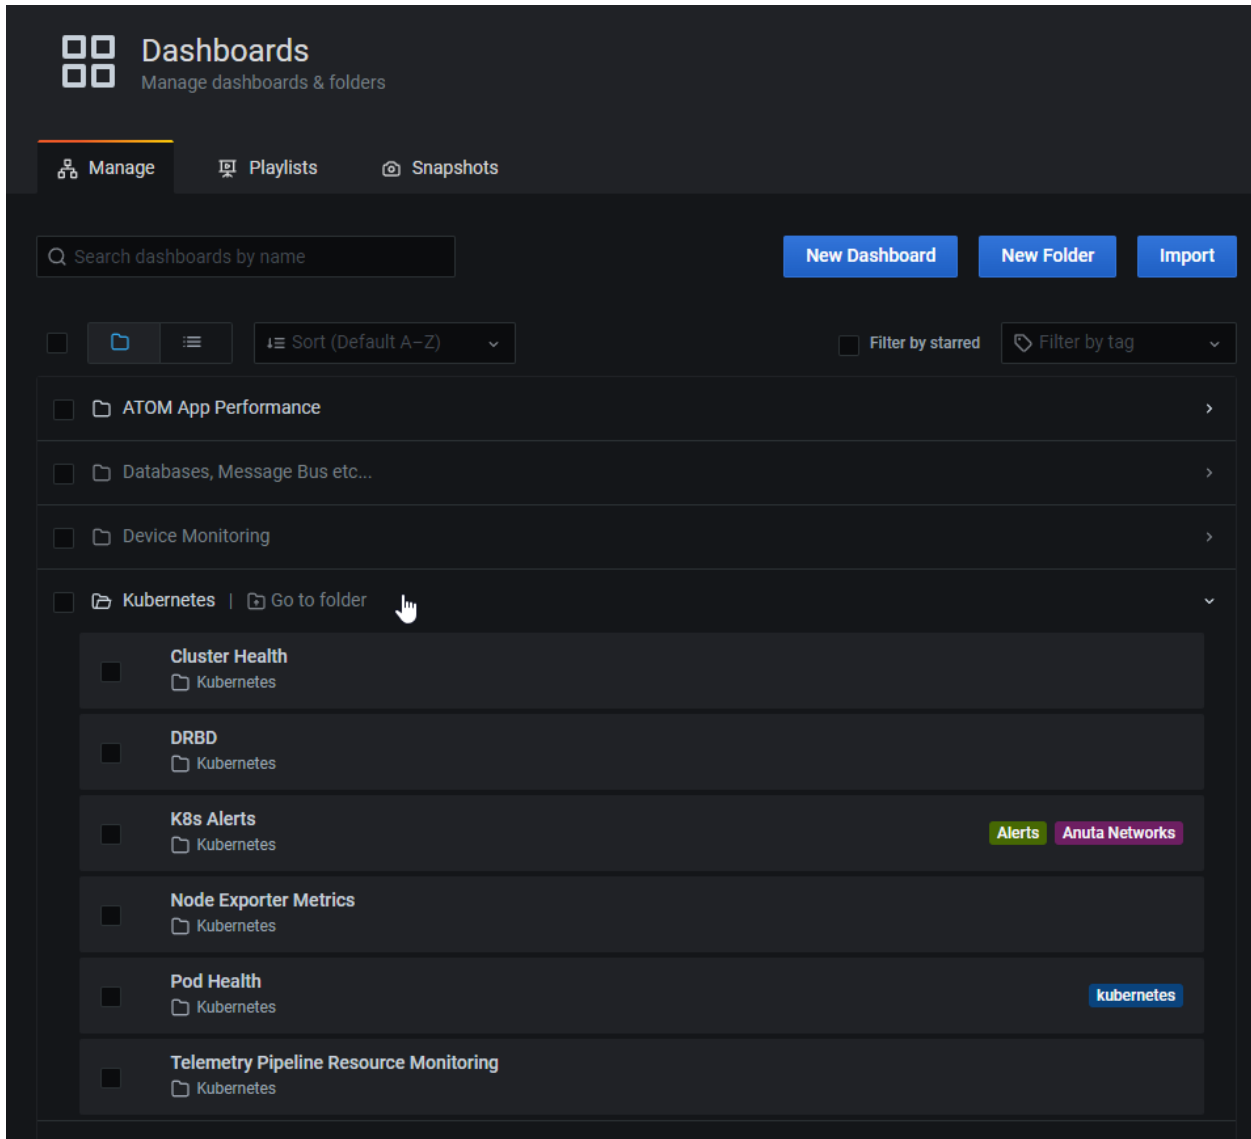 Dashboards
Manage dashboards & folders
Manage
Playlists
Snapshots
Search dashboards by name
New Dashboard
New Folder
Import
Sort (Default A–Z)
Filter by starred
Filter by tag
ATOM App Performance
Databases, Message Bus etc...
Device Monitoring
Kubernetes | Go to folder
Cluster Health
Kubernetes
DRBD
Kubernetes
K8s Alerts
Kubernetes
Alerts
Anuta Networks
Node Exporter Metrics
Kubernetes
Pod Health
Kubernetes
kubernetes
Telemetry Pipeline Resource Monitoring
Kubernetes